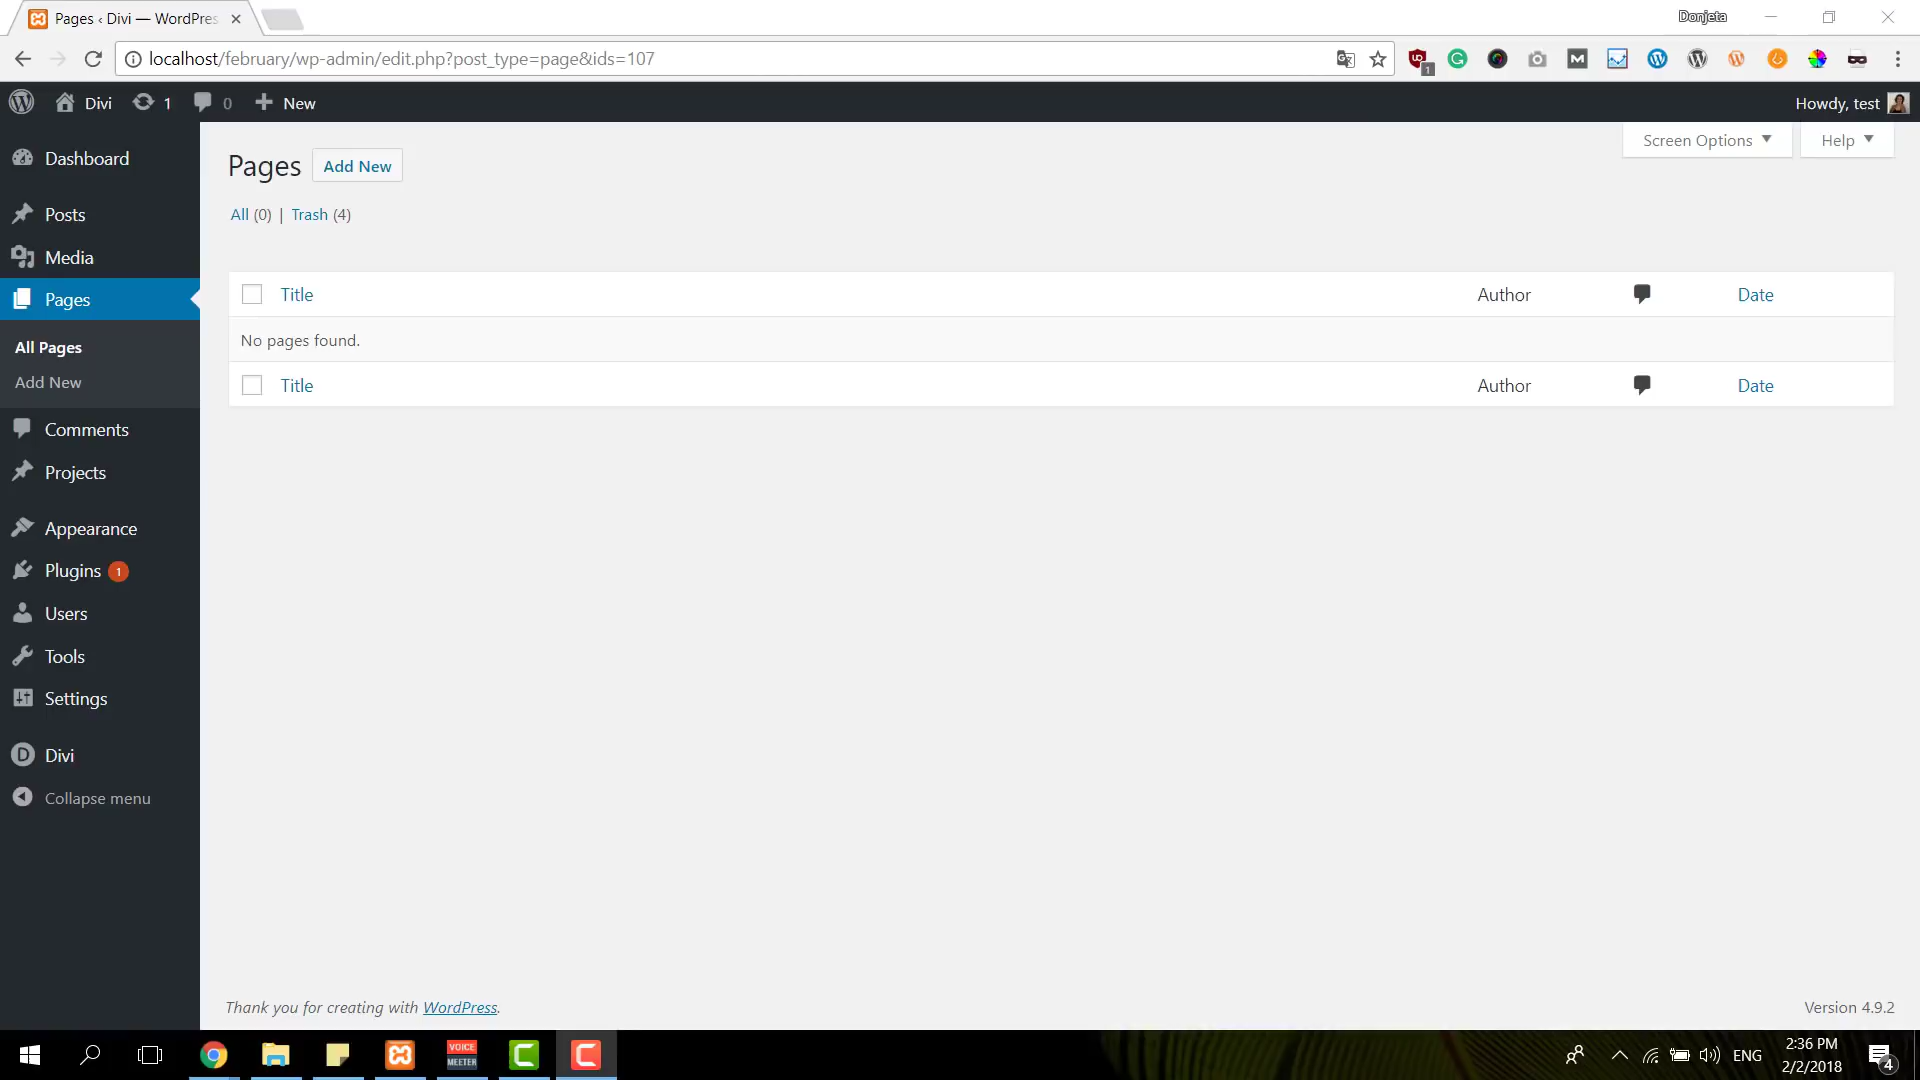 Pages ‹ Divi — WordPres
Donjeta
localhost/february/wp-admin/edit.php?post_type=page&ids=107
1
Divi
1
0
New
Howdy, test
Screen Options
Help
Dashboard
Posts
Media
Pages
All Pages
Add New
Comments
Projects
Appearance
Plugins 1
Users
Tools
Settings
Divi
Collapse menu
Pages
Add New
All (0) | Trash (4)
Title Author Date
No pages found.
Title Author Date
Thank you for creating with WordPress.
Version 4.9.2
VOICE
MEETER
ENG
2:36 PM
2/2/2018
4